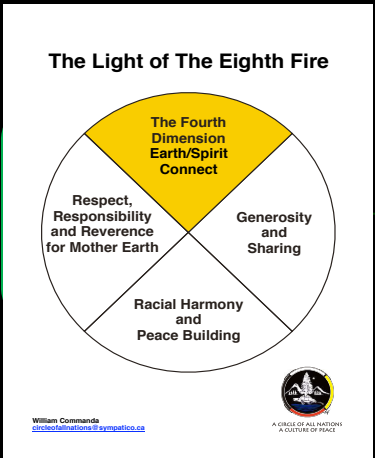 The Light of The Eighth Fire
The Fourth
Dimension
Earth/Spirit
Connect
Respect,
Responsibility
and Reverence
for Mother Earth
Generosity
and
Sharing
Racial Harmony
and
Peace Building
William Commanda
circleofallnations@sympatico.ca
A CIRCLE OF ALL NATIONS
A CULTURE OF PEACE